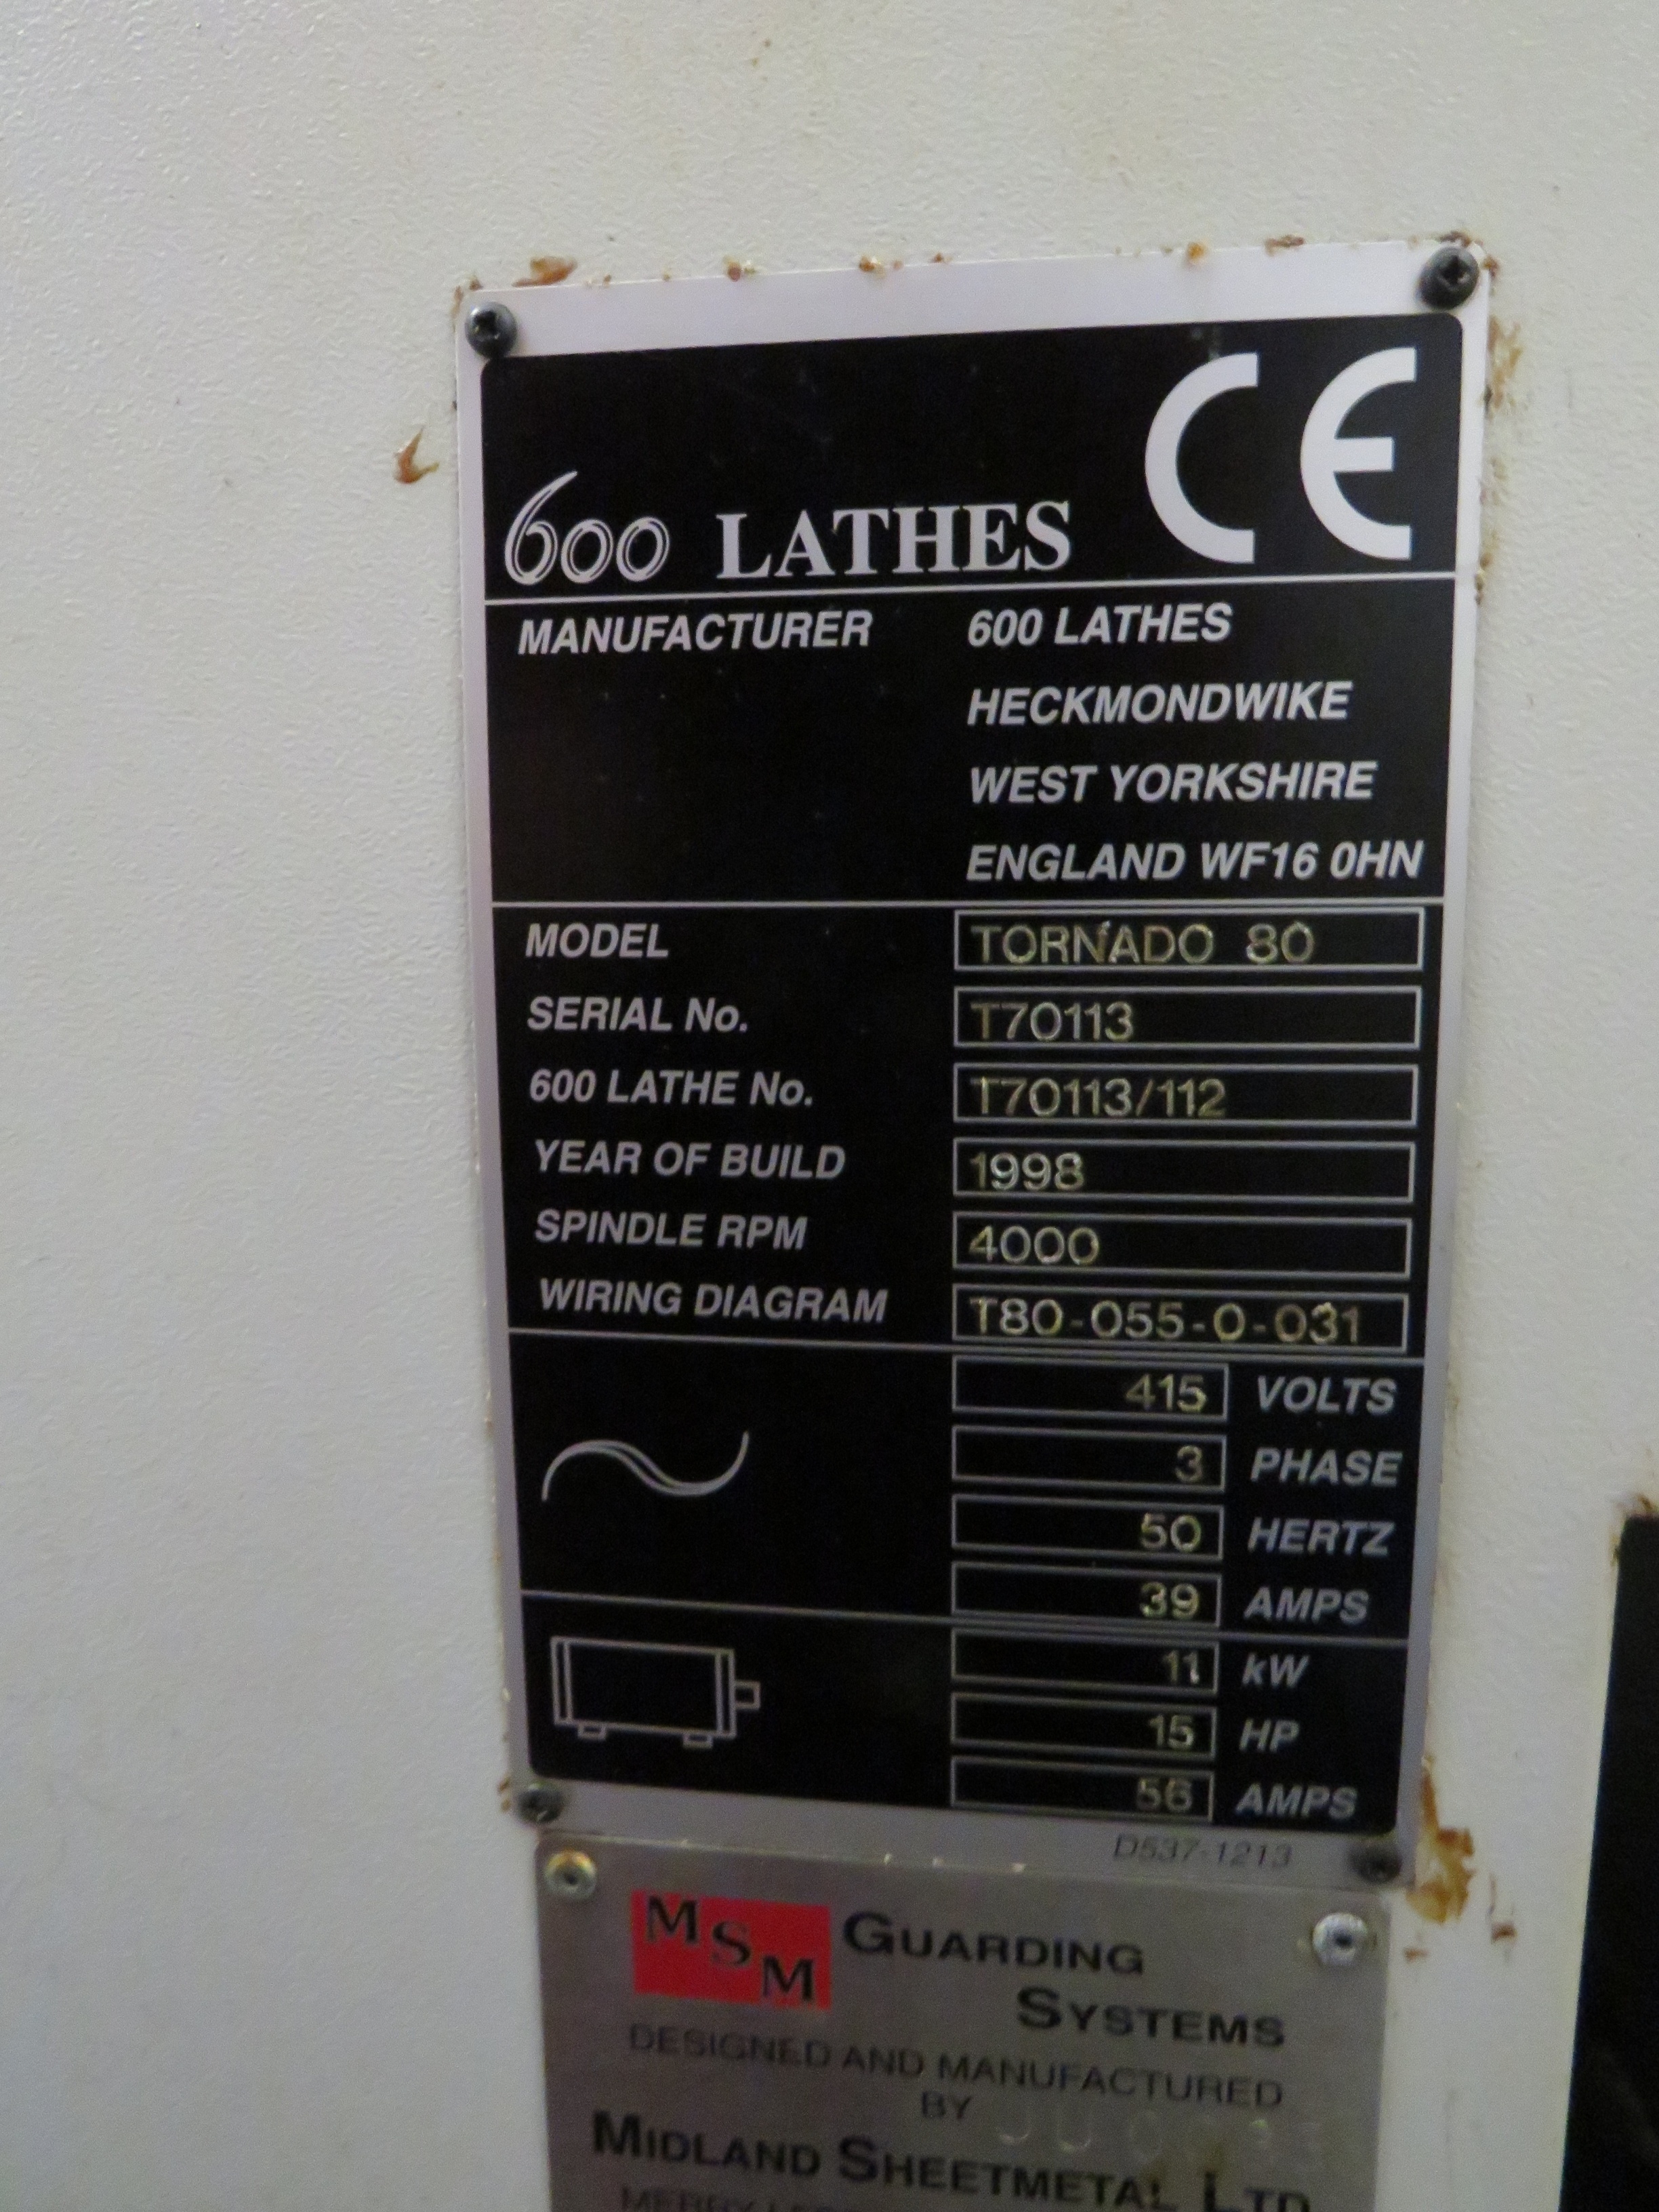 CE
600 LATHES
MANUFACTURER 600 LATHES
HECKMONDWIKE
WEST YORKSHIRE
ENGLAND WF16 0HN
MODEL TORNADO 80
SERIAL No. T70113
600 LATHE No. T70113/112
YEAR OF BUILD 1998
SPINDLE RPM 4000
WIRING DIAGRAM T80-055-0-031
415 VOLTS
3 PHASE
50 HERTZ
39 AMPS
11 kW
15 HP
56 AMPS
D537-1213
MSM GUARDING
SYSTEMS
DESIGNED AND MANUFACTURED
BY
MIDLAND SHEETMETAL LTD